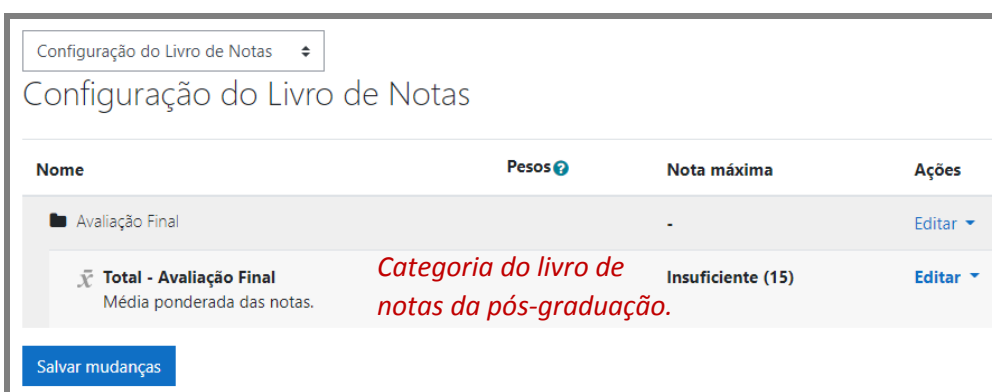 Configuração do Livro de Notas
Configuração do Livro de Notas
Nome Pesos Nota máxima Ações
Avaliação Final - Editar
Total - Avaliação Final Insuficiente (15) Editar
Média ponderada das notas.
Categoria do livro de
notas da pós-graduação.
Salvar mudanças